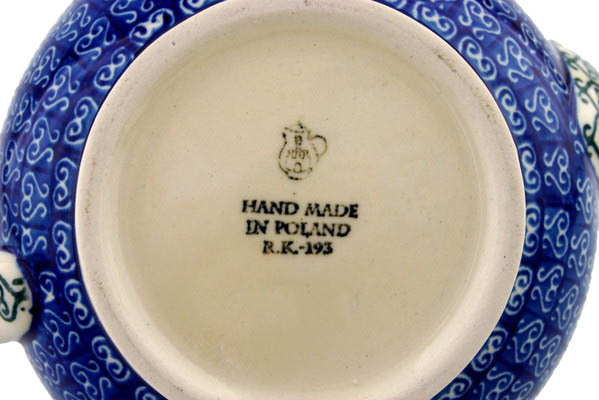 HAND MADE
IN POLAND
R.K.-193